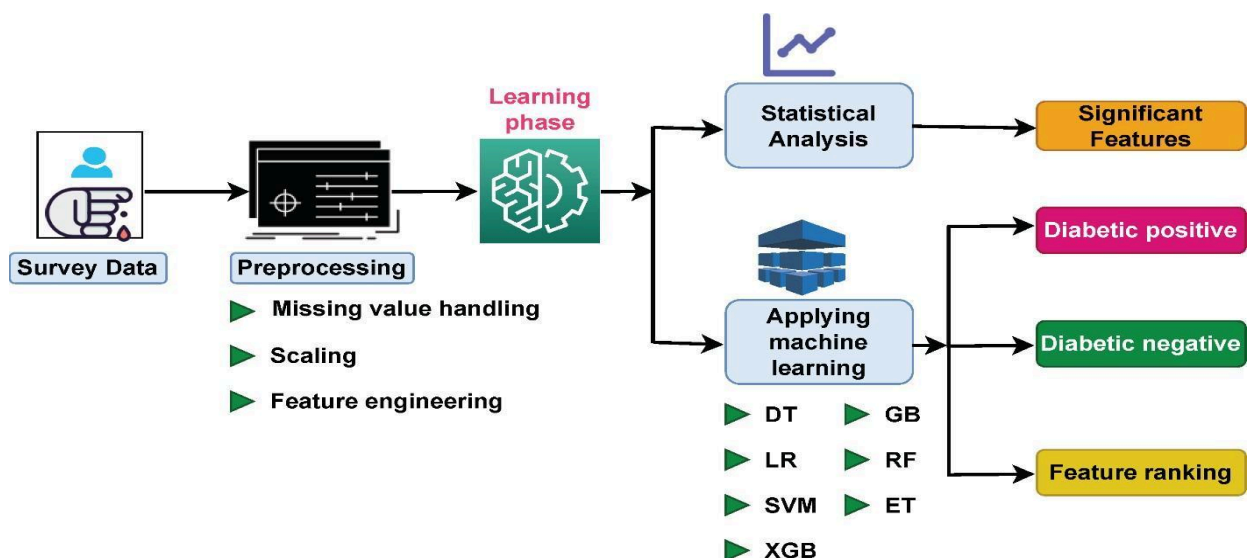 Survey Data
Preprocessing
Missing value handling
Scaling
Feature engineering
Learning
phase
Statistical
Analysis
Significant
Features
Applying
machine
learning
DT
GB
LR
RF
SVM
ET
XGB
Diabetic positive
Diabetic negative
Feature ranking